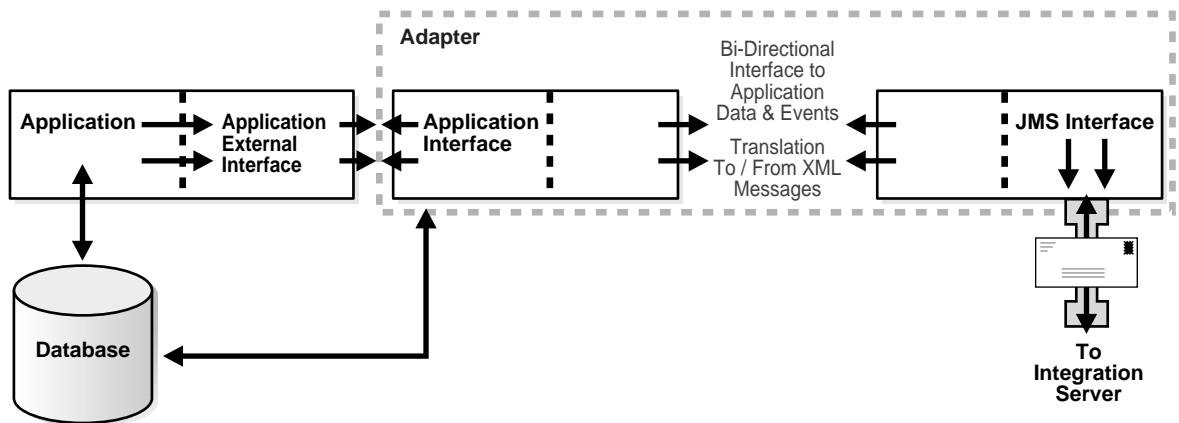 Adapter
Bi-Directional
Interface to
Application
Data & Events
Translation
To / From XML
Messages
Application
Application
External
Interface
Application
Interface
JMS Interface
Database
To
Integration
Server